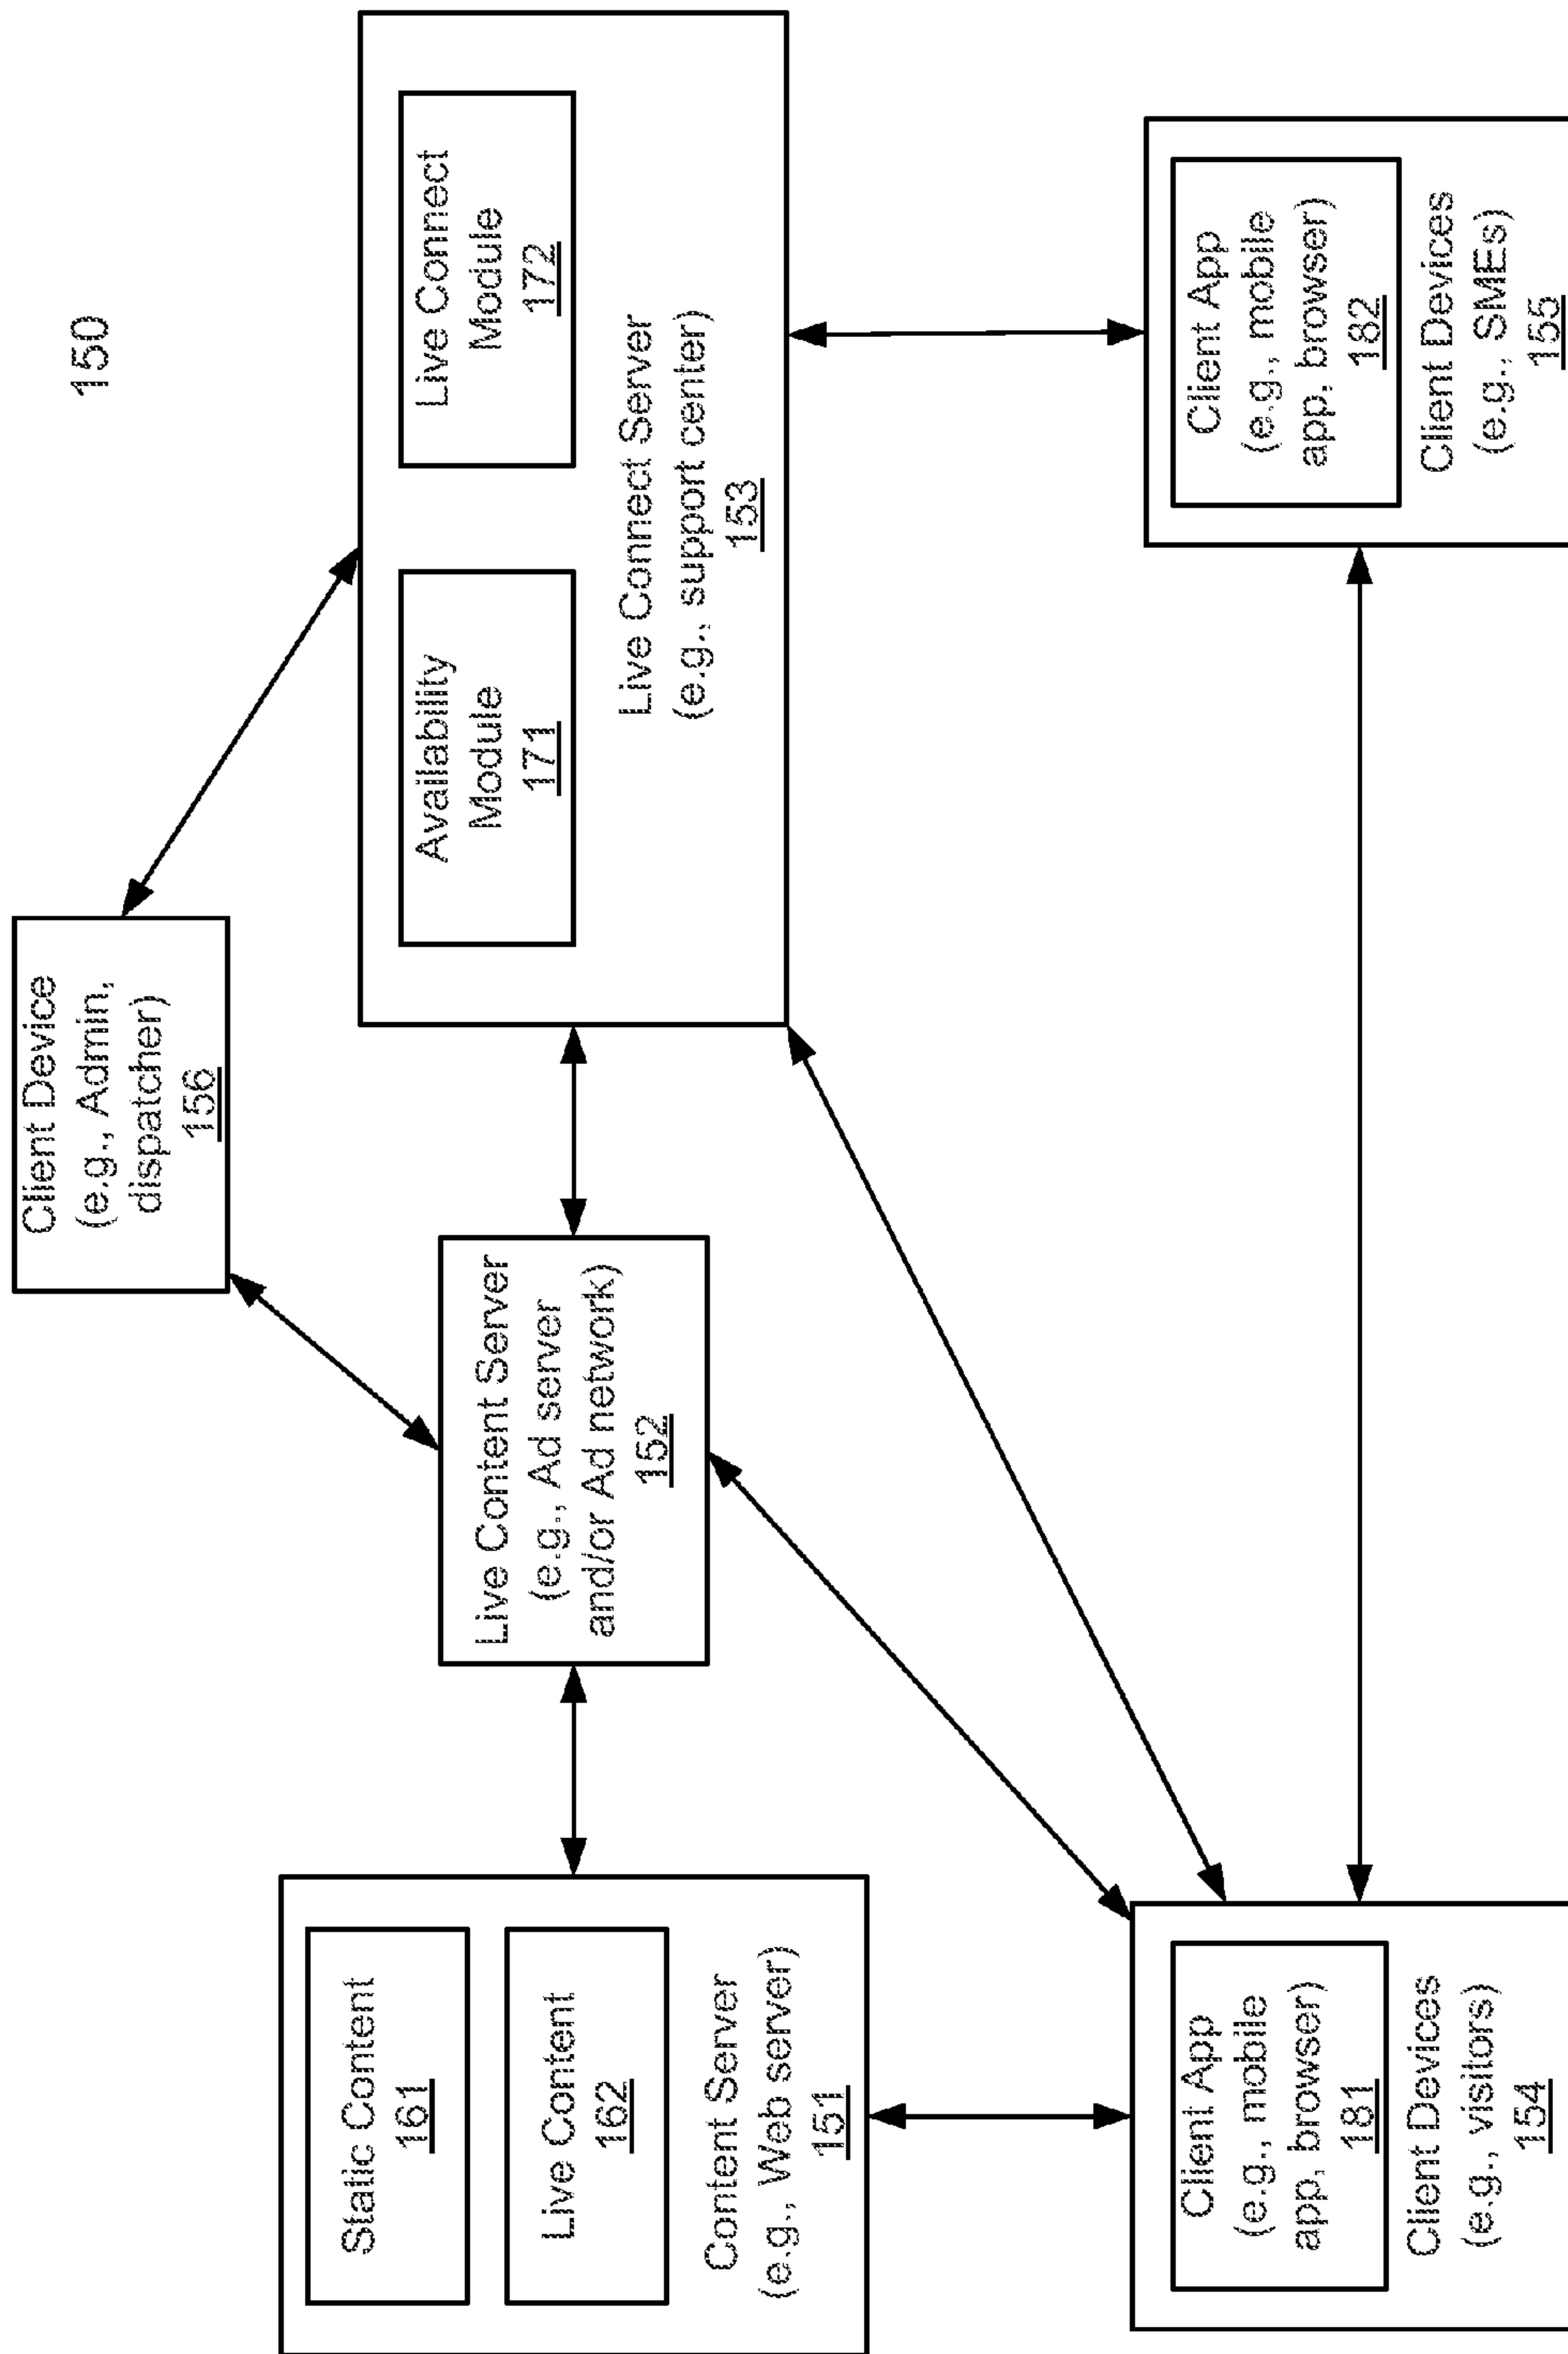 150
Client Device
(e.g., Admin,
dispatcher)
156
Static Content
161
Live Content
162
Content Server
(e.g., Web server)
151
Live Content Server
(e.g., Ad server
and/or Ad network)
152
Availability
Module
171
Live Connect
Module
172
Live Connect Server
(e.g., support center)
153
Client App
(e.g., mobile
app, browser)
181
Client Devices
(e.g., visitors)
154
Client App
(e.g., mobile
app, browser)
182
Client Devices
(e.g., SMEs)
155